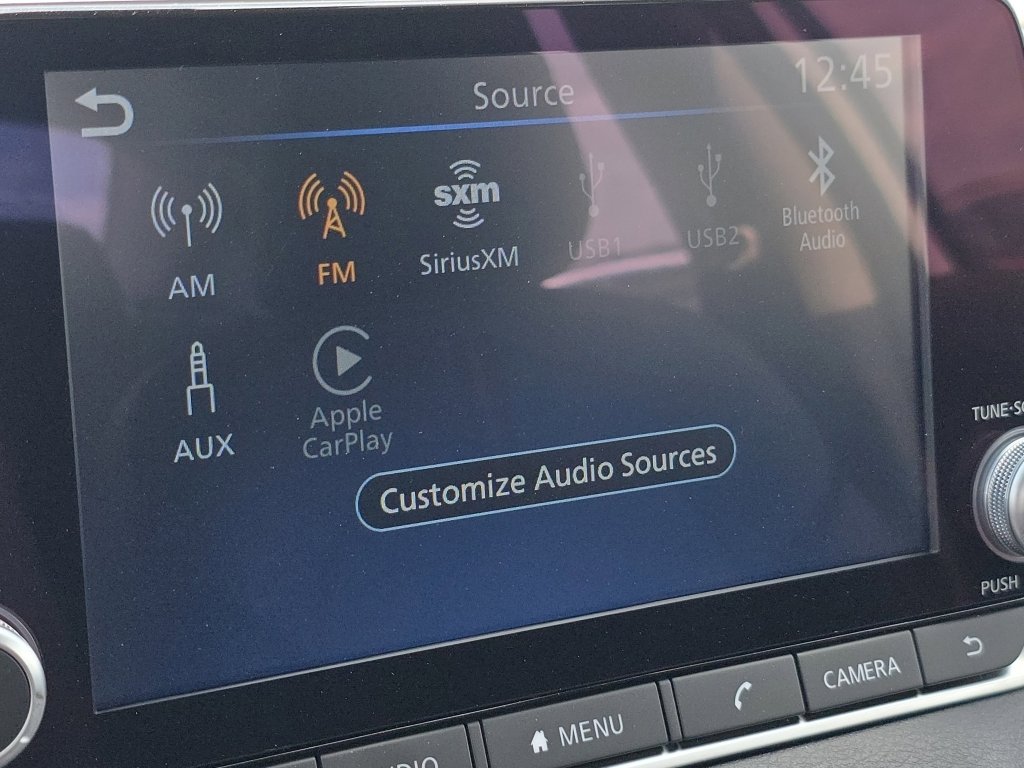 Source
12:45
sxm
AM
FM
SiriusXM
USB1
USB2
Bluetooth
Audio
AUX
Apple
CarPlay
Customize Audio Sources
PUSH
MENU
CAMERA